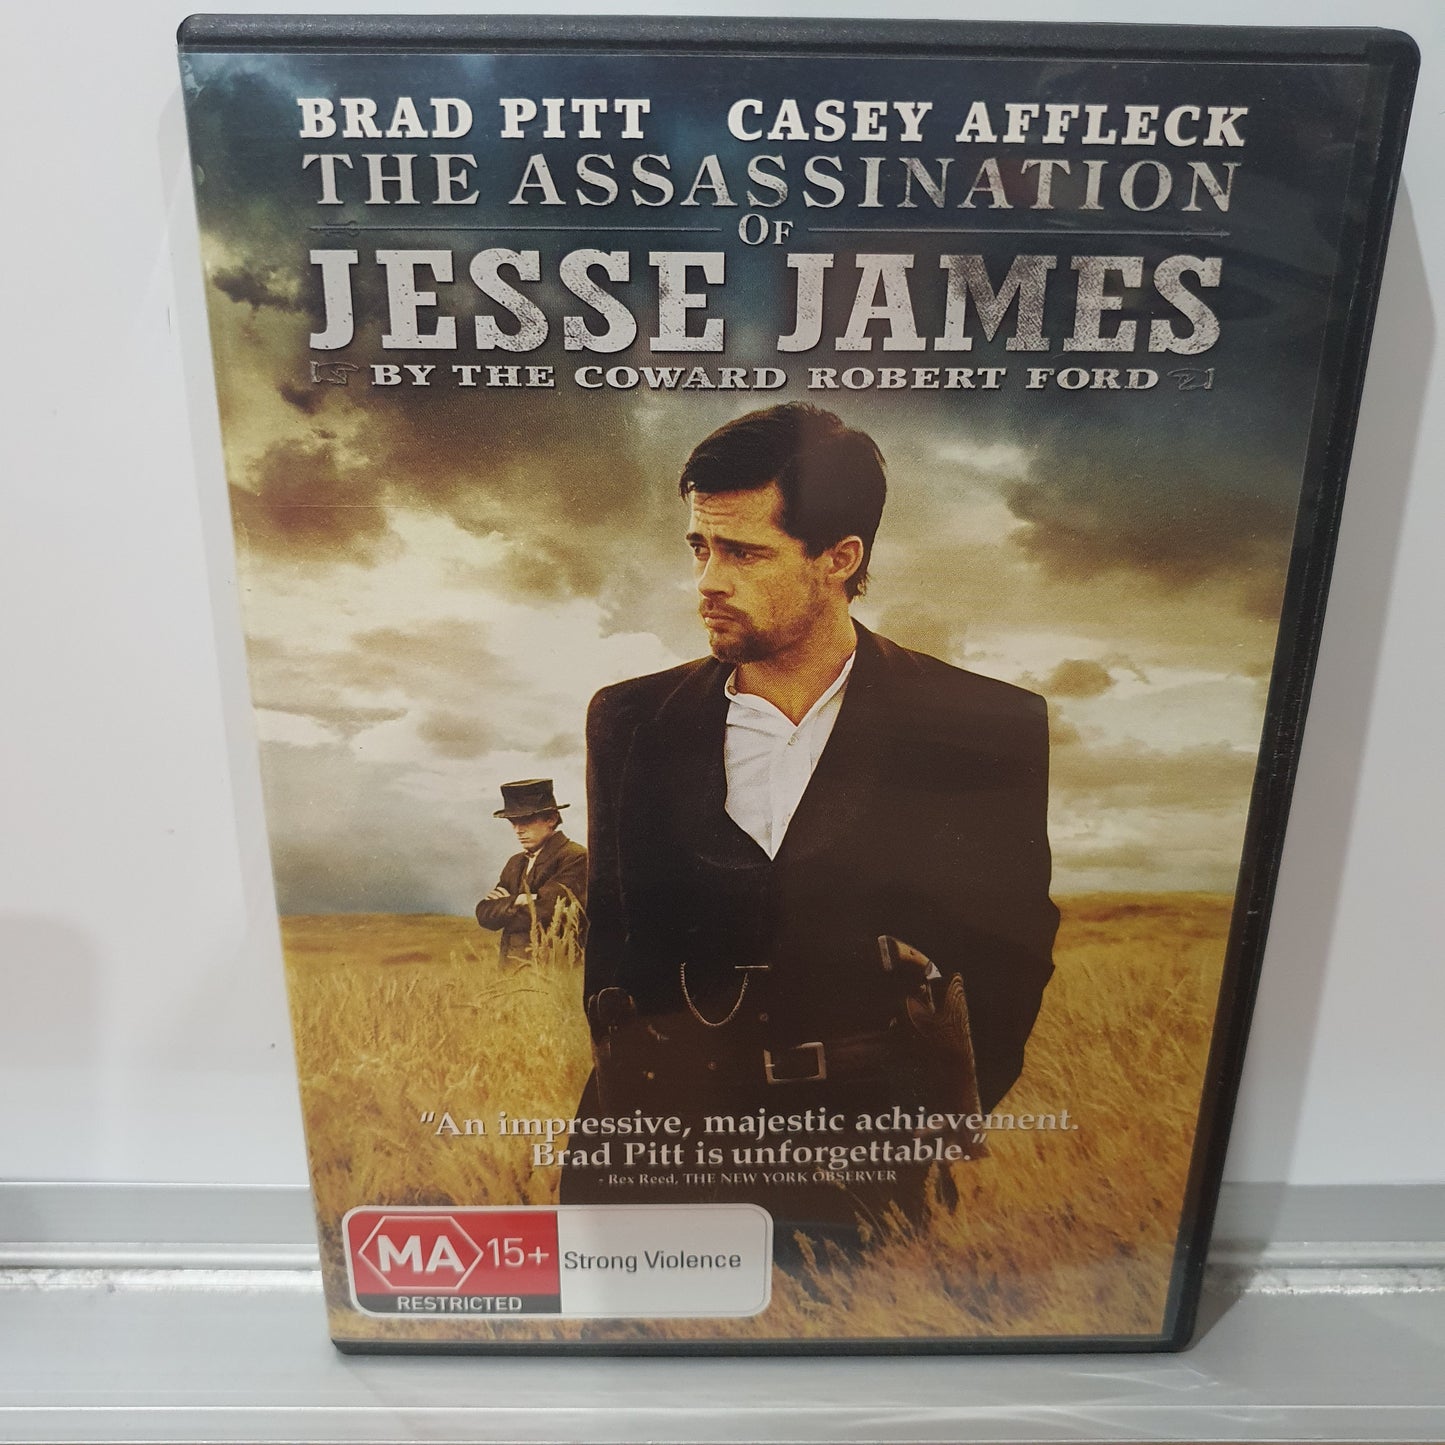 BRAD PITT CASEY AFFLECK
THE ASSASSINATION
OF
JESSE JAMES
BY THE COWARD ROBERT FORD
"An impressive, majestic achievement.
Brad Pitt is unforgettable."
- Rex Reed, THE NEW YORK OBSERVER
MA 15+ Strong Violence
RESTRICTED